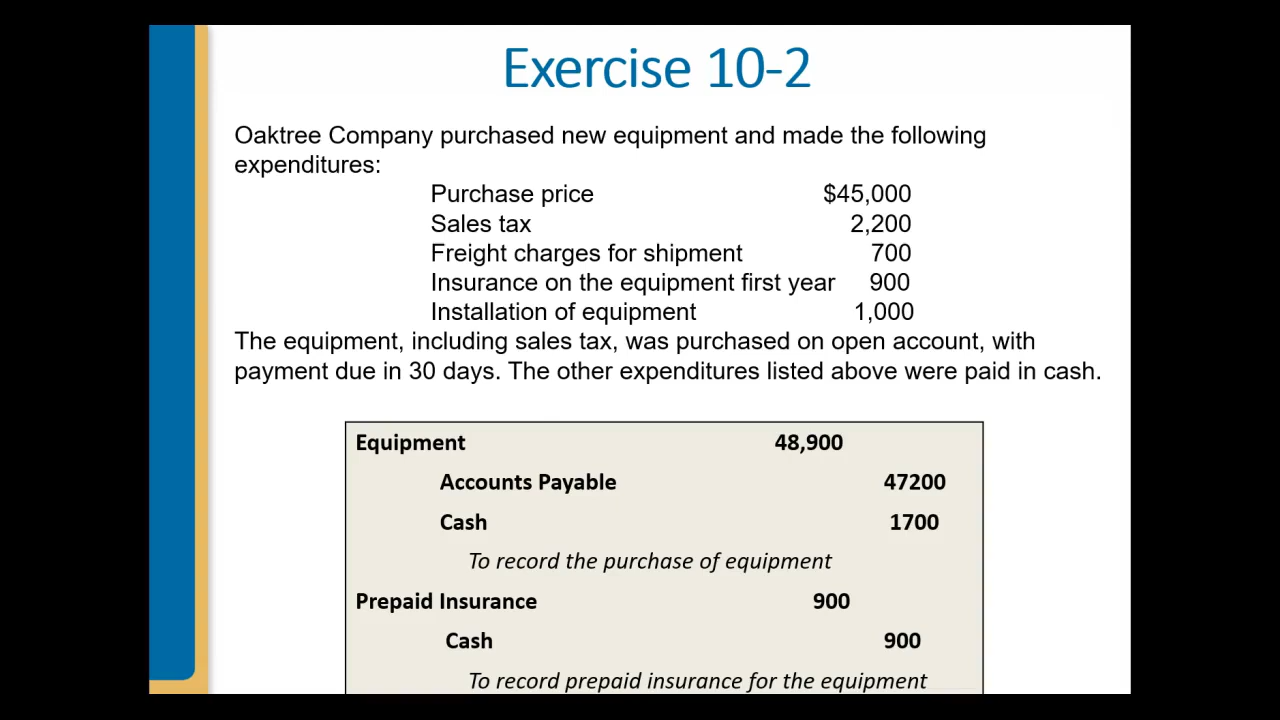 Exercise 10-2
Oaktree Company purchased new equipment and made the following
expenditures:
Purchase price $45,000
Sales tax 2,200
Freight charges for shipment 700
Insurance on the equipment first year 900
Installation of equipment 1,000
The equipment, including sales tax, was purchased on open account, with
payment due in 30 days. The other expenditures listed above were paid in cash.
Equipment 48,900
Accounts Payable 47200
Cash 1700
To record the purchase of equipment
Prepaid Insurance 900
Cash 900
To record prepaid insurance for the equipment